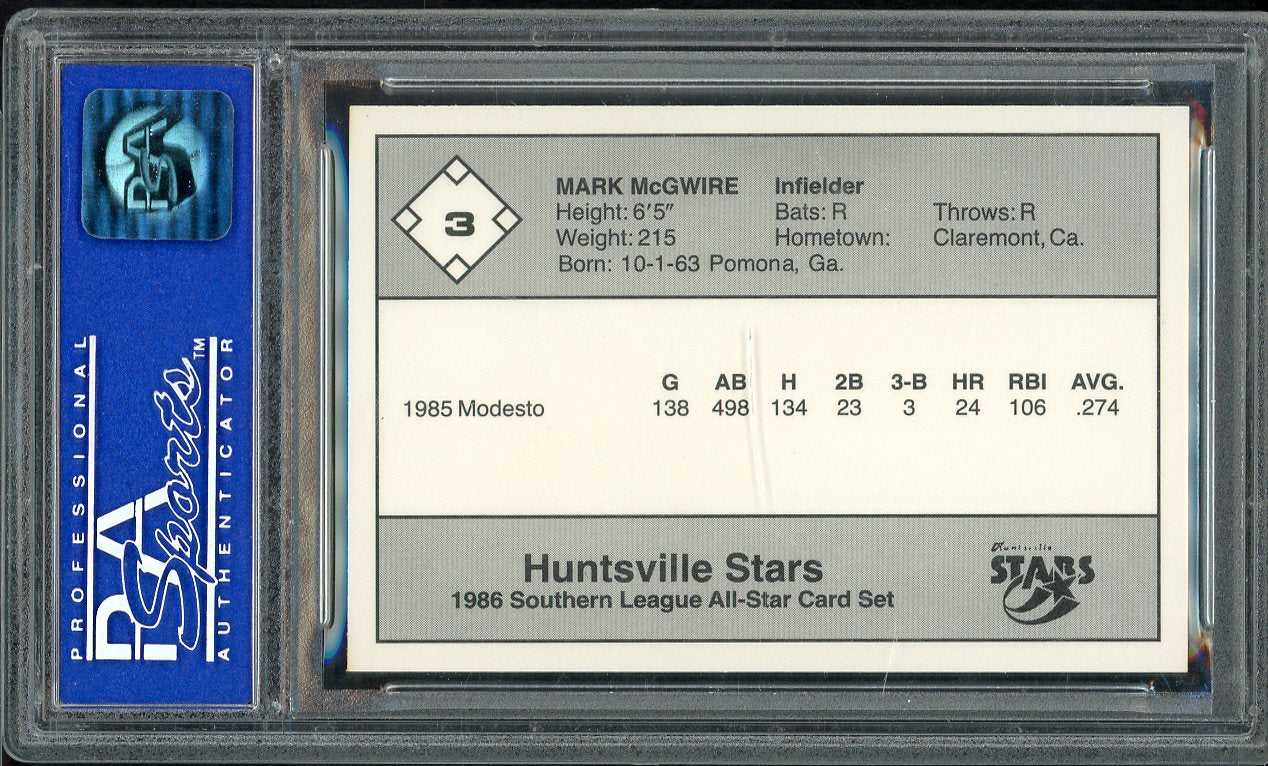 PSA
PROFESSIONAL
PSA Sports™
AUTHENTICATOR
3
MARK McGWIRE Infielder
Height: 6'5" Bats: R Throws: R
Weight: 215 Hometown: Claremont, Ca.
Born: 10-1-63 Pomona, Ga.
G AB H 2B 3-B HR RBI AVG.
1985 Modesto 138 498 134 23 3 24 106 .274
Huntsville Stars
1986 Southern League All-Star Card Set
Huntsville
STARS